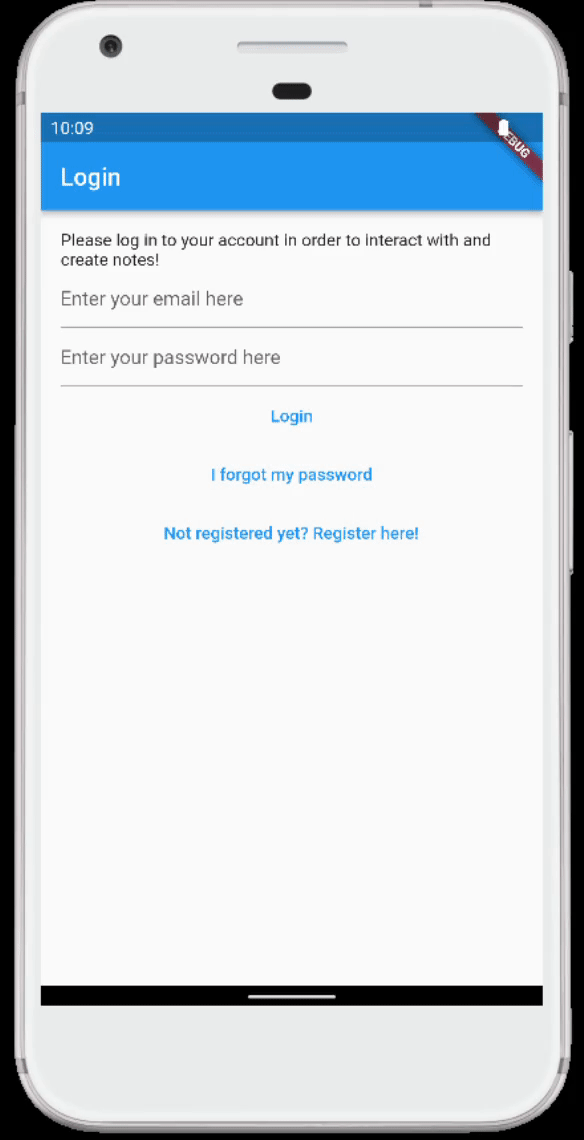 10:09
DEBUG
Login
Please log in to your account in order to interact with and
create notes!
Enter your email here
Enter your password here
Login
I forgot my password
Not registered yet? Register here!